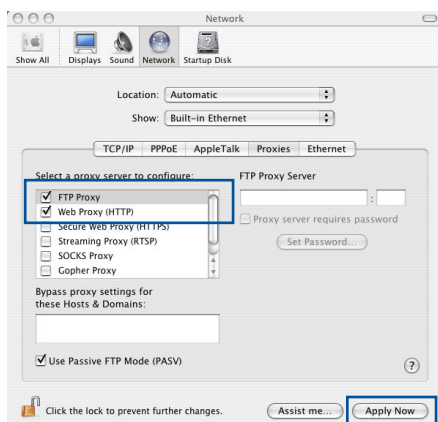 Network
Show All Displays Sound Network Startup Disk
Location: Automatic
Show: Built-in Ethernet
TCP/IP PPPoE AppleTalk Proxies Ethernet
Select a proxy server to configure: FTP Proxy Server
FTP Proxy :
Web Proxy (HTTP) Proxy server requires password
Secure Web Proxy (HTTPS)
Streaming Proxy (RTSP) Set Password...
SOCKS Proxy
Gopher Proxy
Bypass proxy settings for
these Hosts & Domains:
Use Passive FTP Mode (PASV) ?
Click the lock to prevent further changes. Assist me... Apply Now